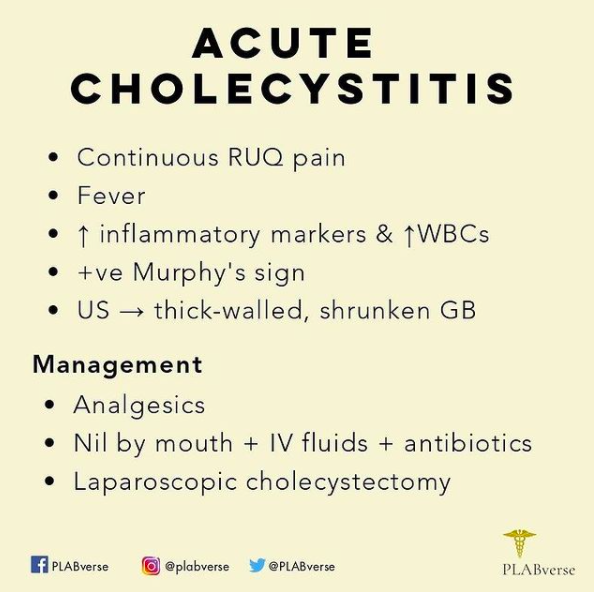 ACUTE
CHOLECYSTITIS
• Continuous RUQ pain
• Fever
• ↑ inflammatory markers & ↑WBCs
• +ve Murphy's sign
• US → thick-walled, shrunken GB
Management
• Analgesics
• Nil by mouth + IV fluids + antibiotics
• Laparoscopic cholecystectomy
PLABverse @plabverse @PLABverse
PLABverse